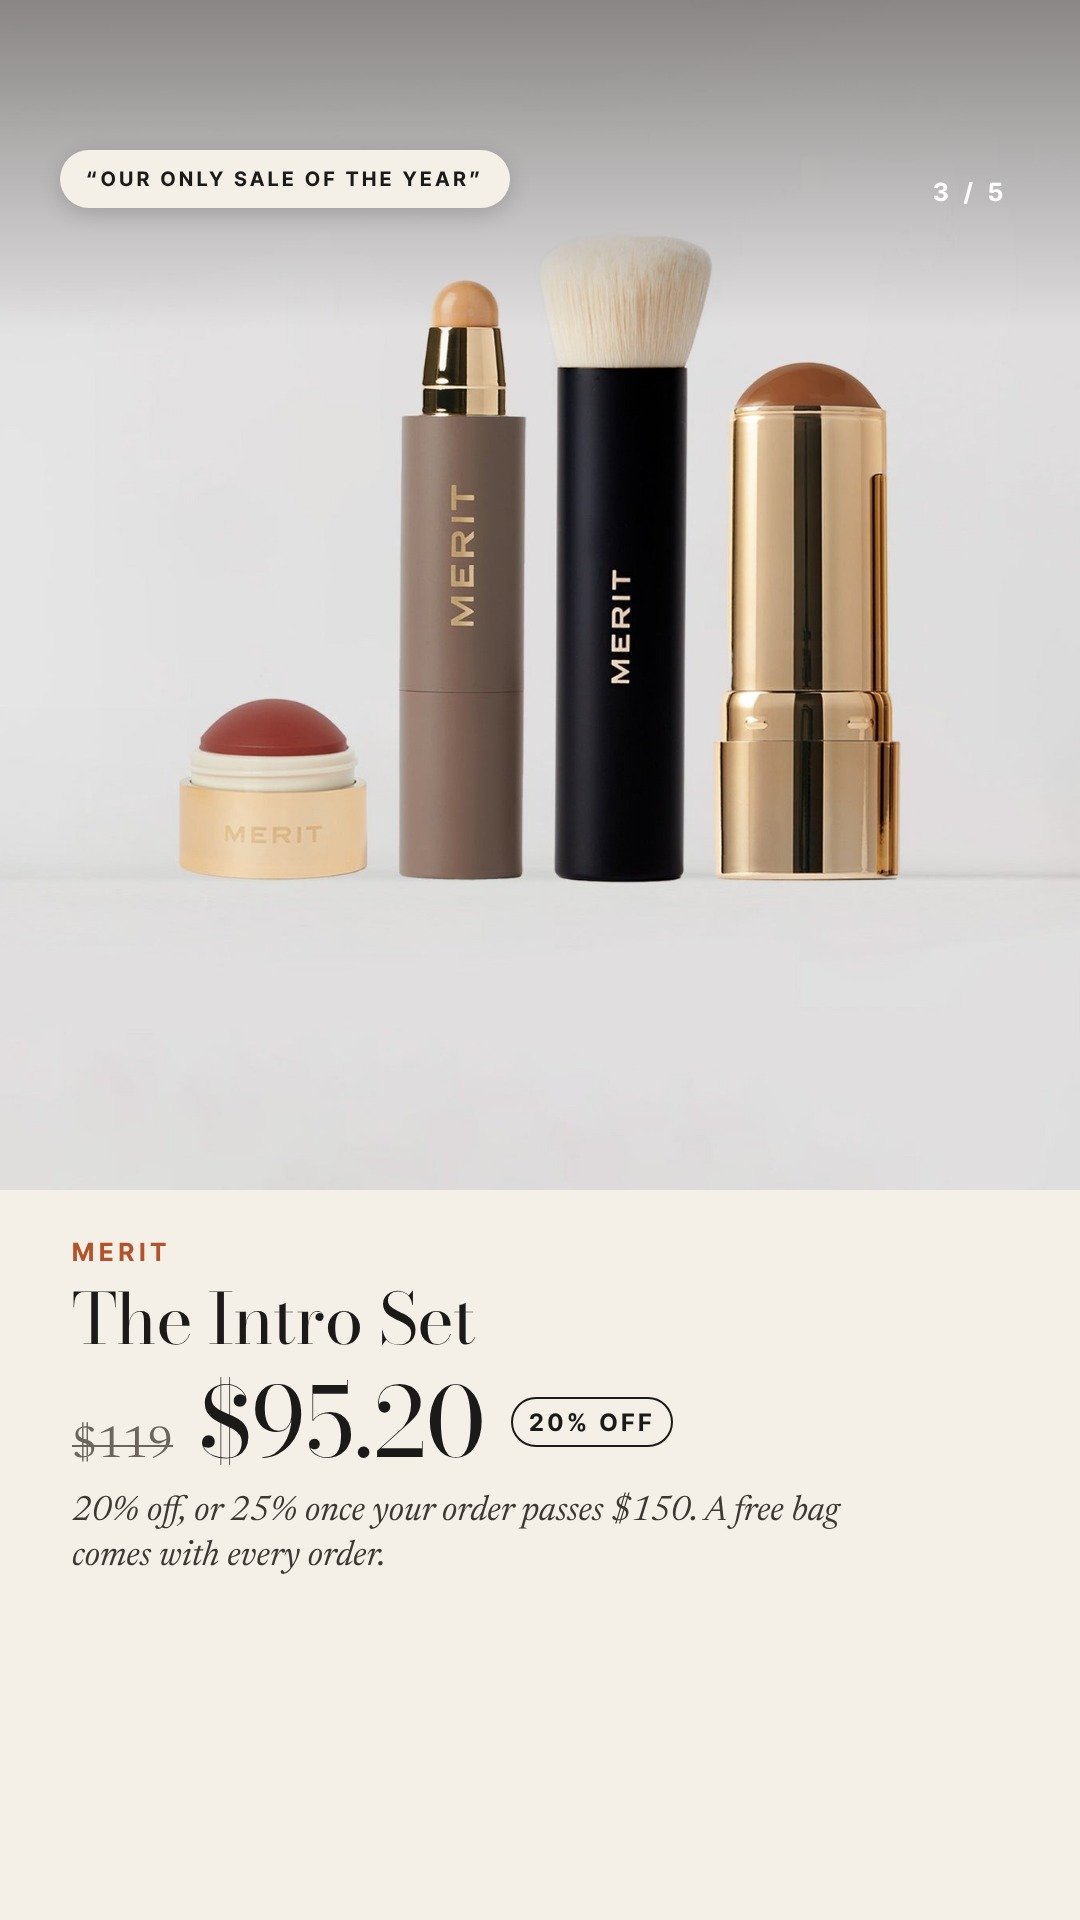 “OUR ONLY SALE OF THE YEAR”
3 / 5
MERIT
MERIT
MERIT
MERIT
The Intro Set
$119 $95.20 20% OFF
20% off, or 25% once your order passes $150. A free bag
comes with every order.